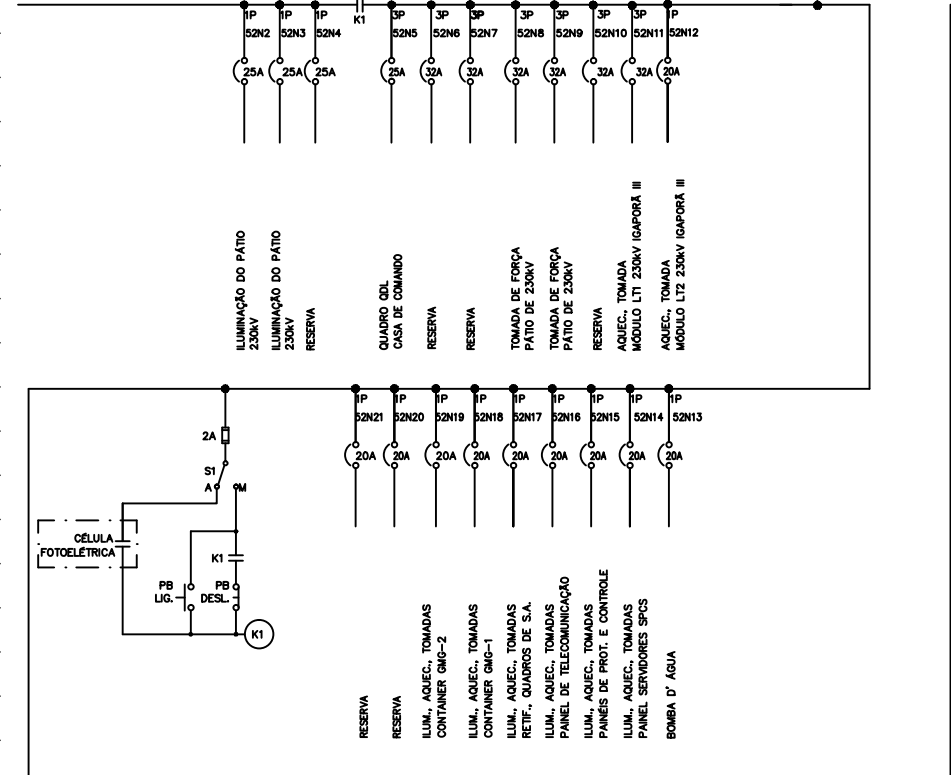 1P 1P 1P K1 3P 3P 3P 3P 3P 3P 3P 1P
52N2 52N3 52N4 52N5 52N6 52N7 52N8 52N9 52N10 52N11 52N12
25A 25A 25A 25A 32A 32A 32A 32A 32A 32A 20A
ILUMINAÇÃO DO PÁTIO
230kV
ILUMINAÇÃO DO PÁTIO
230kV
RESERVA
QUADRO QDL
CASA DE COMANDO
RESERVA
RESERVA
TOMADA DE FORÇA
PÁTIO DE 230kV
TOMADA DE FORÇA
PÁTIO DE 230kV
RESERVA
AQUEC., TOMADA
MÓDULO LT1 230kV IGAPORÃ III
AQUEC., TOMADA
MÓDULO LT2 230kV IGAPORÃ III
1P 1P 1P 1P 1P 1P 1P 1P 1P
52N21 52N20 52N19 52N18 52N17 52N16 52N15 52N14 52N13
20A 20A 20A 20A 20A 20A 20A 20A 20A
2A
S1
A M
CÉLULA
FOTOELÉTRICA
K1
PB
LIG.
PB
DESL.
K1
RESERVA
RESERVA
ILUM., AQUEC., TOMADAS
CONTAINER GMG-2
ILUM., AQUEC., TOMADAS
CONTAINER GMG-1
ILUM., AQUEC., TOMADAS
RETIF., QUADROS DE S.A.
ILUM., AQUEC., TOMADAS
PAINEL DE TELECOMUNICAÇÃO
ILUM., AQUEC., TOMADAS
PAINÉIS DE PROT. E CONTROLE
ILUM., AQUEC., TOMADAS
PAINEL SERVIDORES SPCS
BOMBA D' ÁGUA